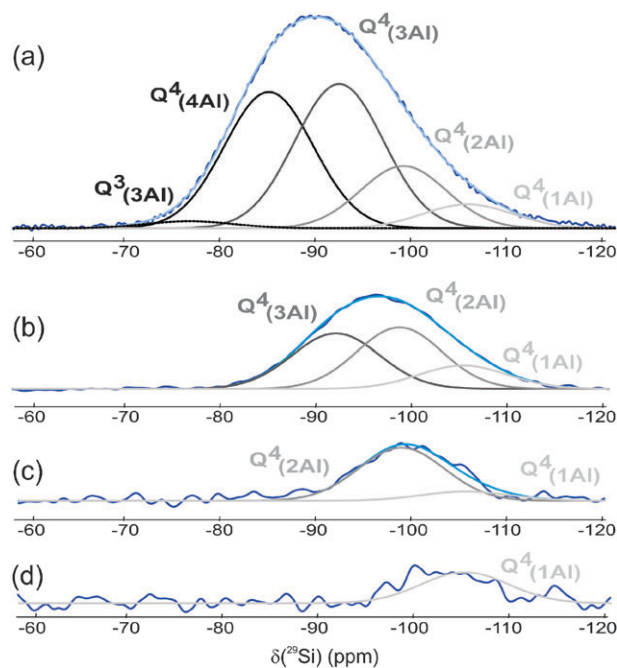 (a)
Q⁴(3Al)
Q⁴(4Al)
Q⁴(2Al)
Q³(3Al)
Q⁴(1Al)
-60 -70 -80 -90 -100 -110 -120
(b)
Q⁴(3Al)
Q⁴(2Al)
Q⁴(1Al)
-60 -70 -80 -90 -100 -110 -120
(c)
Q⁴(2Al)
Q⁴(1Al)
-60 -70 -80 -90 -100 -110 -120
(d)
Q⁴(1Al)
-60 -70 -80 -90 -100 -110 -120
δ(²⁹Si) (ppm)